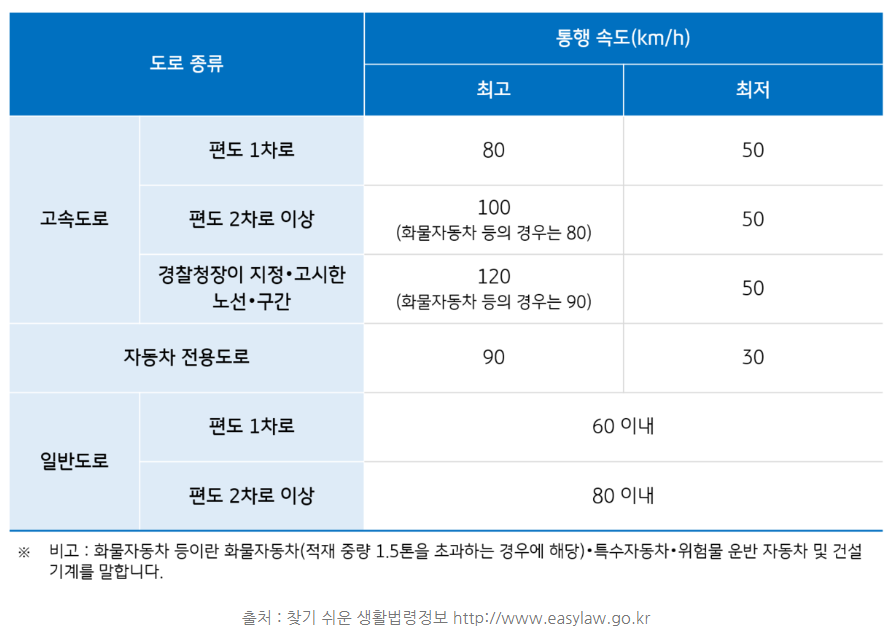 도로 종류
통행 속도(km/h)
최고
최저
고속도로
편도 1차로
80
50
편도 2차로 이상
100
(화물자동차 등의 경우는 80)
50
경찰청장이 지정•고시한
노선•구간
120
(화물자동차 등의 경우는 90)
50
자동차 전용도로
90
30
일반도로
편도 1차로
60 이내
편도 2차로 이상
80 이내
※ 비고 : 화물자동차 등이란 화물자동차(적재 중량 1.5톤을 초과하는 경우에 해당)•특수자동차•위험물 운반 자동차 및 건설
기계를 말합니다.
출처 : 찾기 쉬운 생활법령정보 http://www.easylaw.go.kr